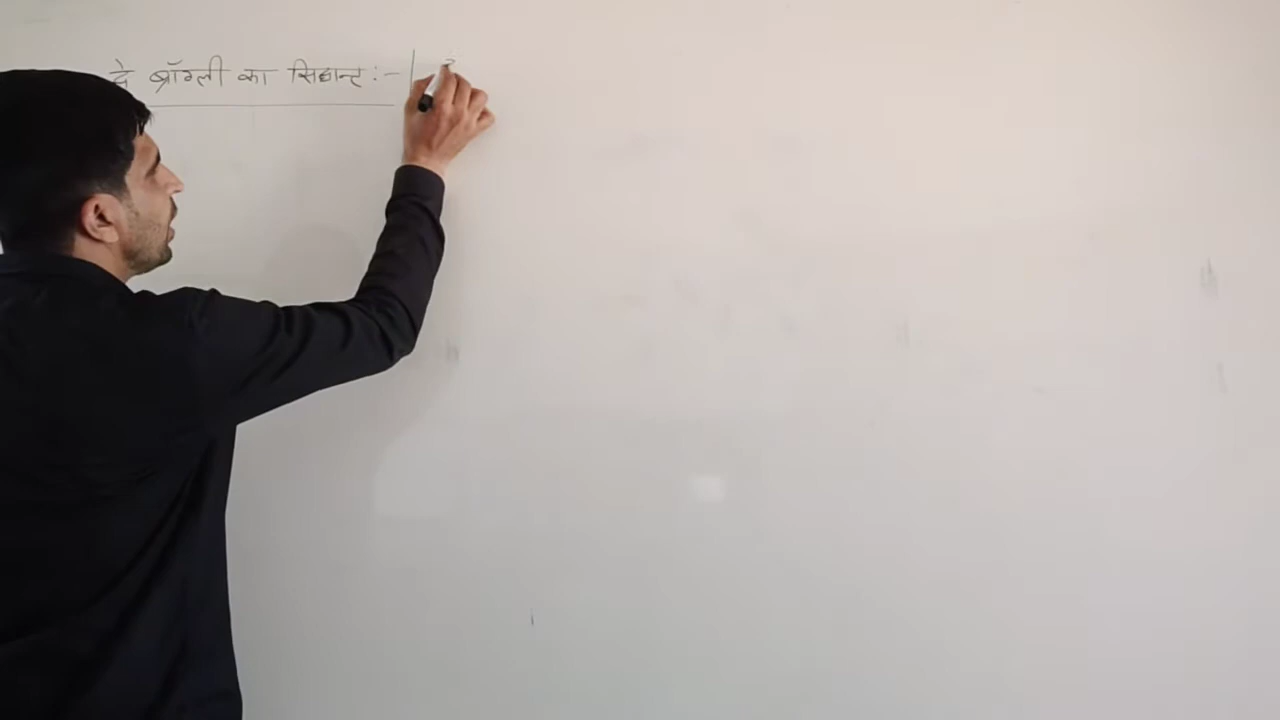 दे ब्रॉग्ली का सिद्धान्त :-